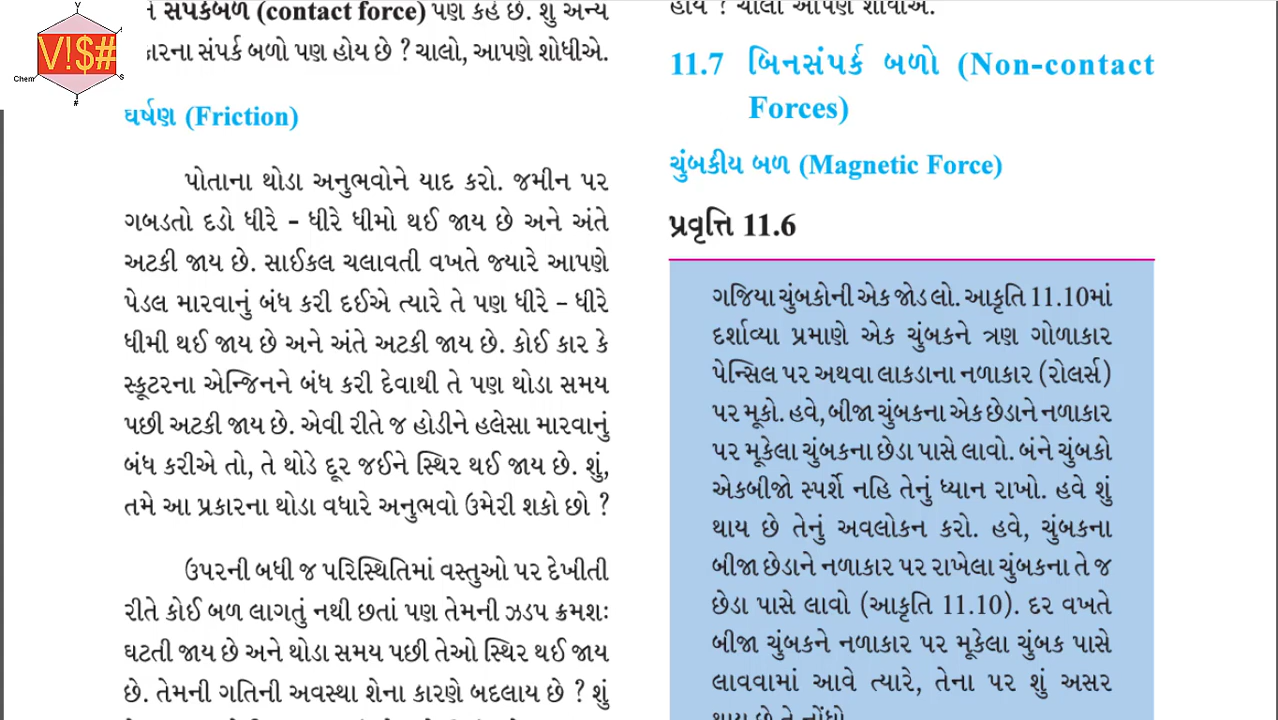 સંપર્કબળ (contact force) પણ કહે છે. શું અન્ય
કારના સંપર્ક બળો પણ હોય છે ? ચાલો, આપણે શોધીએ.
ઘર્ષણ (Friction)
પોતાના થોડા અનુભવોને યાદ કરો. જમીન પર
ગબડતો દડો ધીરે – ધીરે ધીમો થઈ જાય છે અને અંતે
અટકી જાય છે. સાઈકલ ચલાવતી વખતે જ્યારે આપણે
પેડલ મારવાનું બંધ કરી દઈએ ત્યારે તે પણ ધીરે – ધીરે
ધીમી થઈ જાય છે અને અંતે અટકી જાય છે. કોઈ કાર કે
સ્કૂટરના એન્જિનને બંધ કરી દેવાથી તે પણ થોડા સમય
પછી અટકી જાય છે. એવી રીતે જ હોડીને હલેસા મારવાનું
બંધ કરીએ તો, તે થોડે દૂર જઈને સ્થિર થઈ જાય છે. શું,
તમે આ પ્રકારના થોડા વધારે અનુભવો ઉમેરી શકો છો ?
ઉપરની બધી જ પરિસ્થિતિમાં વસ્તુઓ પર દેખીતી
રીતે કોઈ બળ લાગતું નથી છતાં પણ તેમની ઝડપ ક્રમશઃ
ઘટતી જાય છે અને થોડા સમય પછી તેઓ સ્થિર થઈ જાય
છે. તેમની ગતિની અવસ્થા શેના કારણે બદલાય છે ? શું
હોય ? ચાલો આપણે શોધીએ.
11.7 બિનસંપર્ક બળો (Non-contact
Forces)
ચુંબકીય બળ (Magnetic Force)
પ્રવૃત્તિ 11.6
ગજિયા ચુંબકોની એક જોડ લો. આકૃતિ 11.10માં
દર્શાવ્યા પ્રમાણે એક ચુંબકને ત્રણ ગોળાકાર
પેન્સિલ પર અથવા લાકડાના નળાકાર (રોલર્સ)
પર મૂકો. હવે, બીજા ચુંબકના એક છેડાને નળાકાર
પર મૂકેલા ચુંબકના છેડા પાસે લાવો. બંને ચુંબકો
એકબીજો સ્પર્શે નહિ તેનું ધ્યાન રાખો. હવે શું
થાય છે તેનું અવલોકન કરો. હવે, ચુંબકના
બીજા છેડાને નળાકાર પર રાખેલા ચુંબકના તે જ
છેડા પાસે લાવો (આકૃતિ 11.10). દર વખતે
બીજા ચુંબકને નળાકાર પર મૂકેલા ચુંબક પાસે
લાવવામાં આવે ત્યારે, તેના પર શું અસર
થાય છે તે નોંધો.
Y
V!$#
Chem
S
#